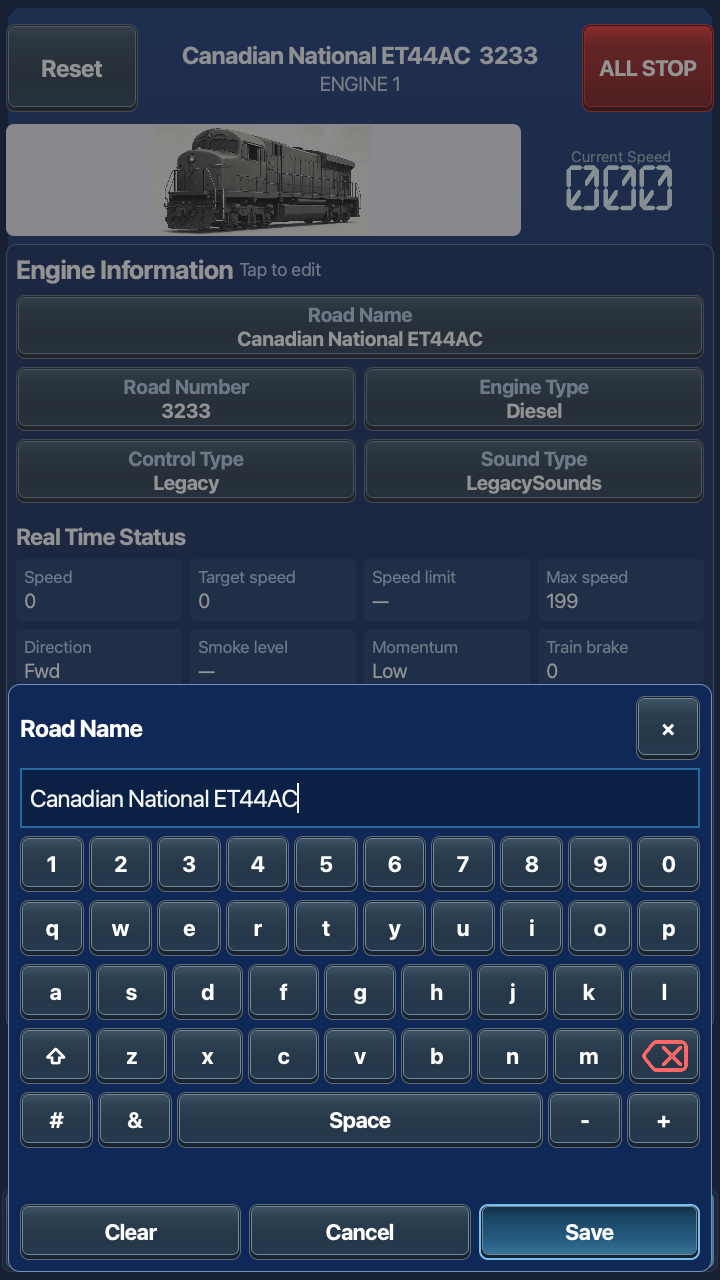 Reset
Canadian National ET44AC 3233
ENGINE 1
ALL STOP
Current Speed
000
Engine Information Tap to edit
Road Name
Canadian National ET44AC
Road Number
3233
Engine Type
Diesel
Control Type
Legacy
Sound Type
LegacySounds
Real Time Status
Speed
0
Target speed
0
Speed limit
—
Max speed
199
Direction
Fwd
Smoke level
—
Momentum
Low
Train brake
0
Road Name
×
Canadian National ET44AC
1 2 3 4 5 6 7 8 9 0
q w e r t y u i o p
a s d f g h j k l
z x c v b n m
# & Space - +
Clear Cancel Save